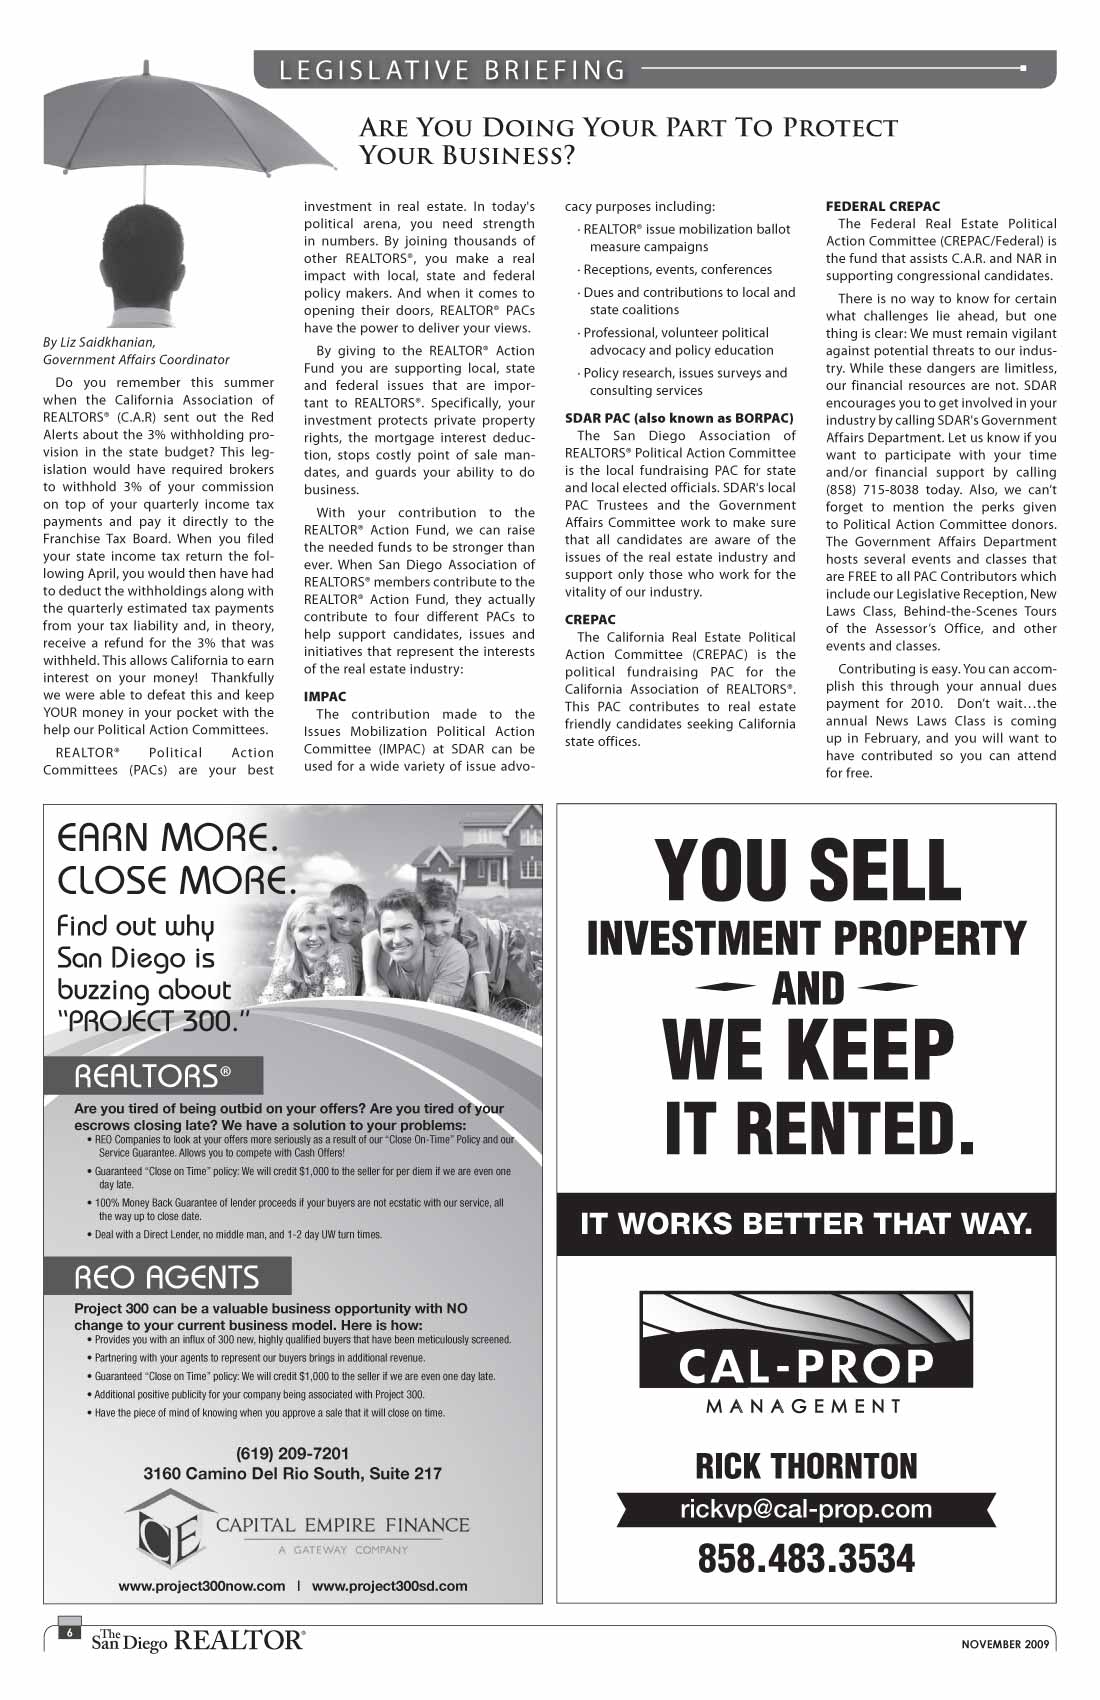 LEGISLATIVE BRIEFING
Are You Doing Your Part To Protect
Your Business?
By Liz Saidkhanian,
Government Affairs Coordinator
Do you remember this summer
when the California Association of
REALTORS® (C.A.R) sent out the Red
Alerts about the 3% withholding pro-
vision in the state budget? This leg-
islation would have required brokers
to withhold 3% of your commission
on top of your quarterly income tax
payments and pay it directly to the
Franchise Tax Board. When you filed
your state income tax return the fol-
lowing April, you would then have had
to deduct the withholdings along with
the quarterly estimated tax payments
from your tax liability and, in theory,
receive a refund for the 3% that was
withheld. This allows California to earn
interest on your money! Thankfully
we were able to defeat this and keep
YOUR money in your pocket with the
help our Political Action Committees.
REALTOR® Political Action
Committees (PACs) are your best
investment in real estate. In today's
political arena, you need strength
in numbers. By joining thousands of
other REALTORS®, you make a real
impact with local, state and federal
policy makers. And when it comes to
opening their doors, REALTOR® PACs
have the power to deliver your views.
By giving to the REALTOR® Action
Fund you are supporting local, state
and federal issues that are impor-
tant to REALTORS®. Specifically, your
investment protects private property
rights, the mortgage interest deduc-
tion, stops costly point of sale man-
dates, and guards your ability to do
business.
With your contribution to the
REALTOR® Action Fund, we can raise
the needed funds to be stronger than
ever. When San Diego Association of
REALTORS® members contribute to the
REALTOR® Action Fund, they actually
contribute to four different PACs to
help support candidates, issues and
initiatives that represent the interests
of the real estate industry:
IMPAC
The contribution made to the
Issues Mobilization Political Action
Committee (IMPAC) at SDAR can be
used for a wide variety of issue advo-
cacy purposes including:
· REALTOR® issue mobilization ballot
measure campaigns
· Receptions, events, conferences
· Dues and contributions to local and
state coalitions
· Professional, volunteer political
advocacy and policy education
· Policy research, issues surveys and
consulting services
SDAR PAC (also known as BORPAC)
The San Diego Association of
REALTORS® Political Action Committee
is the local fundraising PAC for state
and local elected officials. SDAR's local
PAC Trustees and the Government
Affairs Committee work to make sure
that all candidates are aware of the
issues of the real estate industry and
support only those who work for the
vitality of our industry.
CREPAC
The California Real Estate Political
Action Committee (CREPAC) is the
political fundraising PAC for the
California Association of REALTORS®.
This PAC contributes to real estate
friendly candidates seeking California
state offices.
FEDERAL CREPAC
The Federal Real Estate Political
Action Committee (CREPAC/Federal) is
the fund that assists C.A.R. and NAR in
supporting congressional candidates.
There is no way to know for certain
what challenges lie ahead, but one
thing is clear: We must remain vigilant
against potential threats to our indus-
try. While these dangers are limitless,
our financial resources are not. SDAR
encourages you to get involved in your
industry by calling SDAR's Government
Affairs Department. Let us know if you
want to participate with your time
and/or financial support by calling
(858) 715-8038 today. Also, we can't
forget to mention the perks given
to Political Action Committee donors.
The Government Affairs Department
hosts several events and classes that
are FREE to all PAC Contributors which
include our Legislative Reception, New
Laws Class, Behind-the-Scenes Tours
of the Assessor's Office, and other
events and classes.
Contributing is easy. You can accom-
plish this through your annual dues
payment for 2010. Don't wait…the
annual News Laws Class is coming
up in February, and you will want to
have contributed so you can attend
for free.
EARN MORE.
CLOSE MORE.
Find out why
San Diego is
buzzing about
"PROJECT 300."
REALTORS®
Are you tired of being outbid on your offers? Are you tired of your
escrows closing late? We have a solution to your problems:
• REO Companies to look at your offers more seriously as a result of our "Close On-Time" Policy and our
Service Guarantee. Allows you to compete with Cash Offers!
• Guaranteed "Close on Time" policy: We will credit $1,000 to the seller for per diem if we are even one
day late.
• 100% Money Back Guarantee of lender proceeds if your buyers are not ecstatic with our service, all
the way up to close date.
• Deal with a Direct Lender, no middle man, and 1-2 day UW turn times.
REO AGENTS
Project 300 can be a valuable business opportunity with NO
change to your current business model. Here is how:
• Provides you with an influx of 300 new, highly qualified buyers that have been meticulously screened.
• Partnering with your agents to represent our buyers brings in additional revenue.
• Guaranteed "Close on Time" policy: We will credit $1,000 to the seller if we are even one day late.
• Additional positive publicity for your company being associated with Project 300.
• Have the piece of mind of knowing when you approve a sale that it will close on time.
(619) 209-7201
3160 Camino Del Rio South, Suite 217
CE CAPITAL EMPIRE FINANCE
A GATEWAY COMPANY
www.project300now.com | www.project300sd.com
YOU SELL
INVESTMENT PROPERTY
AND
WE KEEP
IT RENTED.
IT WORKS BETTER THAT WAY.
CAL-PROP
MANAGEMENT
RICK THORNTON
rickvp@cal-prop.com
858.483.3534
6
The San Diego REALTOR®
NOVEMBER 2009